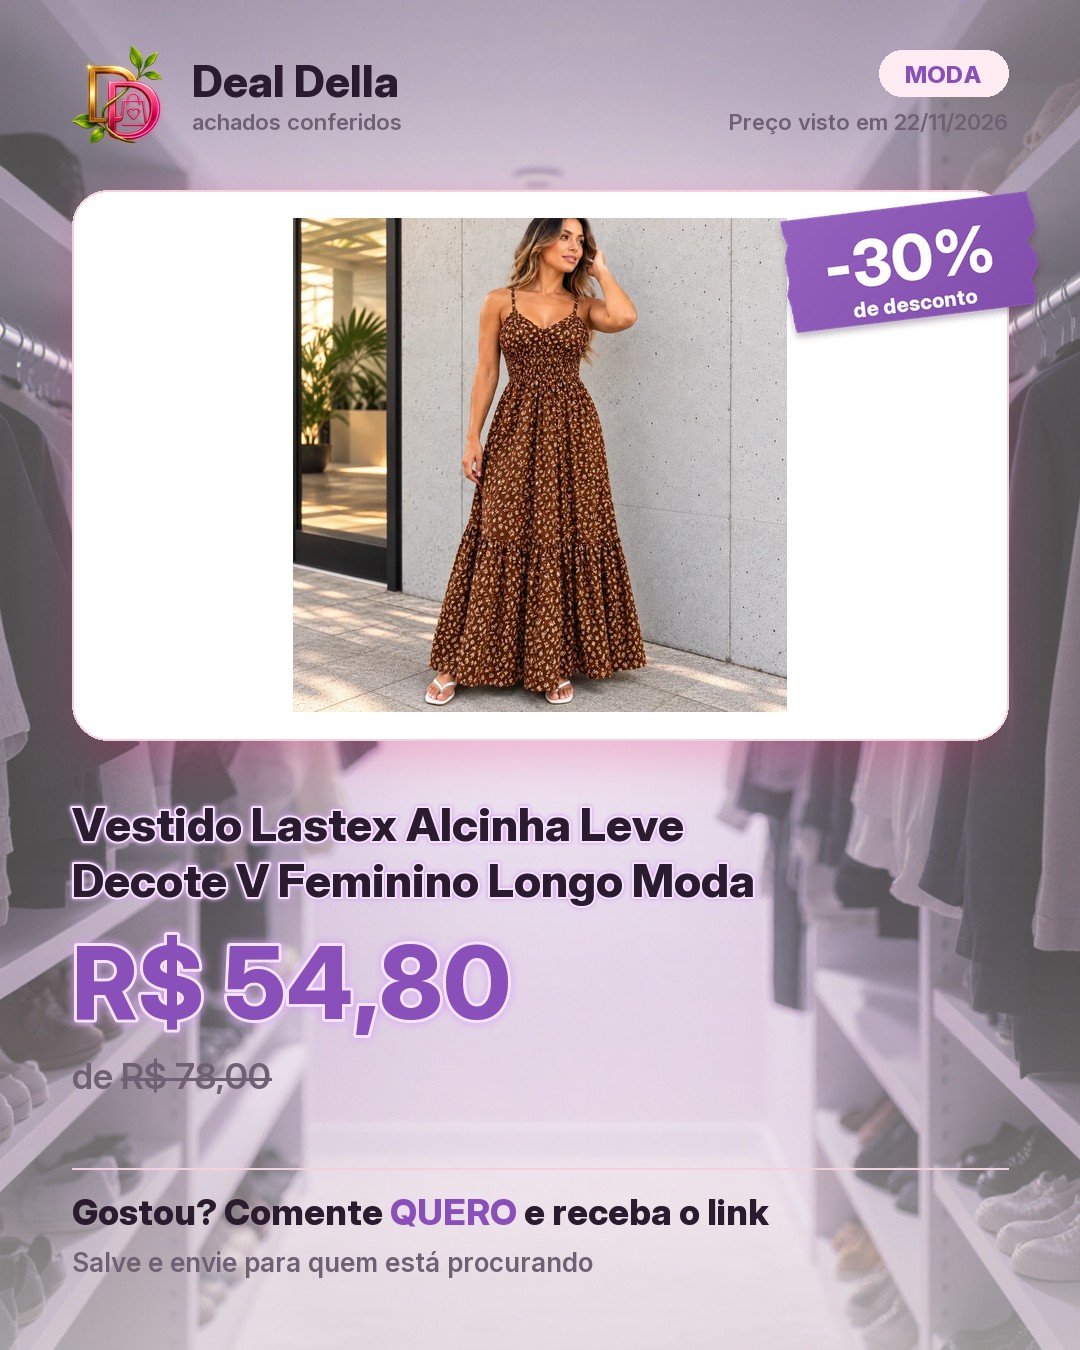 Deal Della
achados conferidos
MODA
Preço visto em 22/11/2026
-30%
de desconto
Vestido Lastex Alcinha Leve
Decote V Feminino Longo Moda
R$ 54,80
de R$ 78,00
Gostou? Comente QUERO e receba o link
Salve e envie para quem está procurando